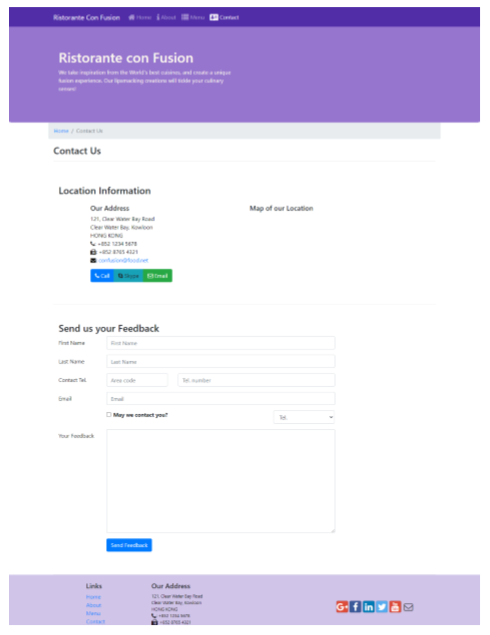 Ristorante Con Fusion Home About Menu Contact
Ristorante con Fusion
We take inspiration from the World's best cuisines, and create a unique
fusion experience. Our lipsmacking creations will tickle your culinary
senses!
Home / Contact Us
Contact Us
Location Information
Our Address
121, Clear Water Bay Road
Clear Water Bay, Kowloon
HONG KONG
: +852 1234 5678
: +852 8765 4321
: confusion@food.net
Call Skype Email
Map of our Location
Send us your Feedback
First Name First Name
Last Name Last Name
Contact Tel. Area code Tel. number
Email Email
May we contact you? Tel.
Your Feedback
Send Feedback
Links
Home
About
Menu
Contact
Our Address
121, Clear Water Bay Road
Clear Water Bay, Kowloon
HONG KONG
: +852 1234 5678
: +852 8765 4321
G+ f in
You Tube